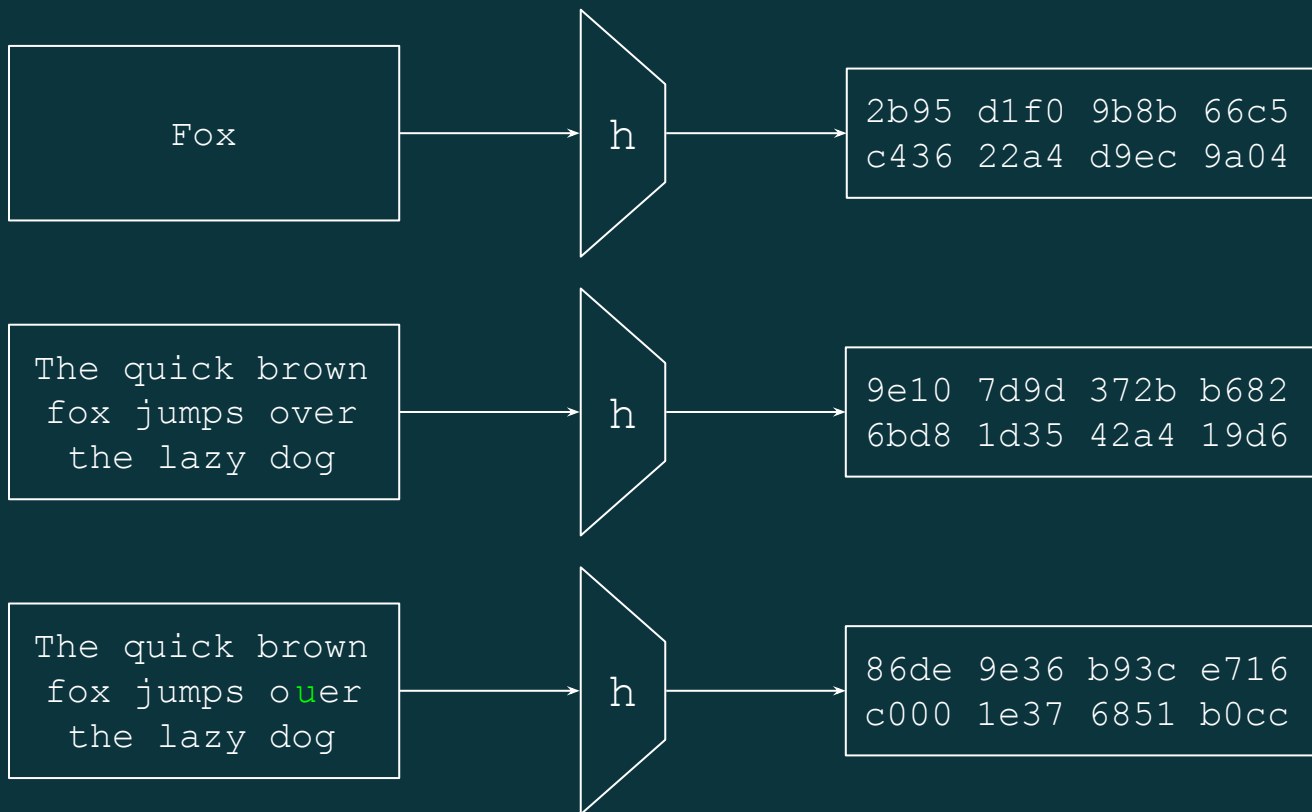 Fox
h
2b95 d1f0 9b8b 66c5
c436 22a4 d9ec 9a04
The quick brown
fox jumps over
the lazy dog
h
9e10 7d9d 372b b682
6bd8 1d35 42a4 19d6
The quick brown
fox jumps ouer
the lazy dog
h
86de 9e36 b93c e716
c000 1e37 6851 b0cc